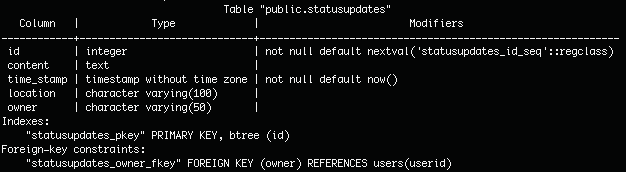 Table "public.statusupdates"
Column | Type | Modifiers
------------+-----------------------------+------------------------------------------------------------
id | integer | not null default nextval('statusupdates_id_seq'::regclass)
content | text |
time_stamp | timestamp without time zone | not null default now()
location | character varying(100) |
owner | character varying(50) |
Indexes:
"statusupdates_pkey" PRIMARY KEY, btree (id)
Foreign-key constraints:
"statusupdates_owner_fkey" FOREIGN KEY (owner) REFERENCES users(userid)